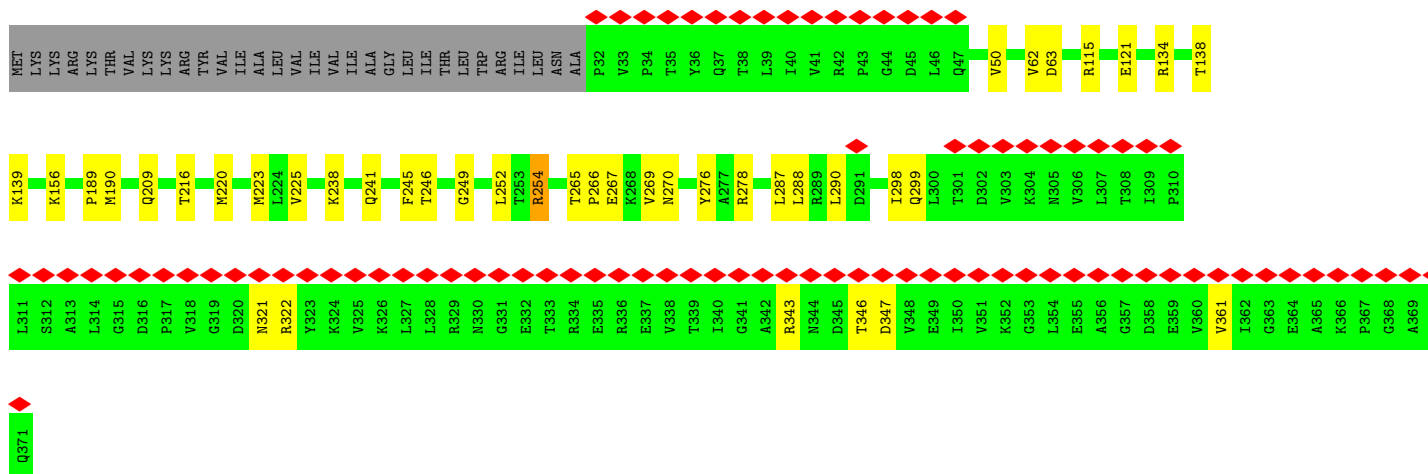 MET LYS LYS ARG LYS THR VAL LYS LYS ARG TYR VAL ILE ALA LEU VAL ILE VAL ILE ALA GLY LEU ILE THR LEU TRP ARG ILE LEU ASN ALA P32 V33 P34 T35 Y36 Q37 T38 L39 I40 V41 R42 P43 G44 D45 L46 Q47 V50 V62 D63 R115 E121 R134 T138
K139 K156 P189 M190 Q209 T216 M220 M223 L224 V225 K238 Q241 F245 T246 G249 L252 T253 R254 T265 P266 E267 K268 V269 N270 Y276 A277 R278 L287 L288 R289 L290 D291 I298 Q299 L300 T301 D302 V303 K304 N305 V306 L307 T308 I309 P310
L311 S312 A313 L314 G315 D316 P317 V318 G319 D320 N321 R322 Y323 K324 V325 K326 L327 L328 R329 N330 G331 E332 T333 R334 E335 R336 E337 V338 T339 I340 G341 A342 R343 N344 D345 T346 D347 V348 E349 I350 V351 K352 G353 L354 E355 A356 G357 D358 E359 V360 V361 I362 G363 E364 A365 K366 P367 G368 A369
Q371